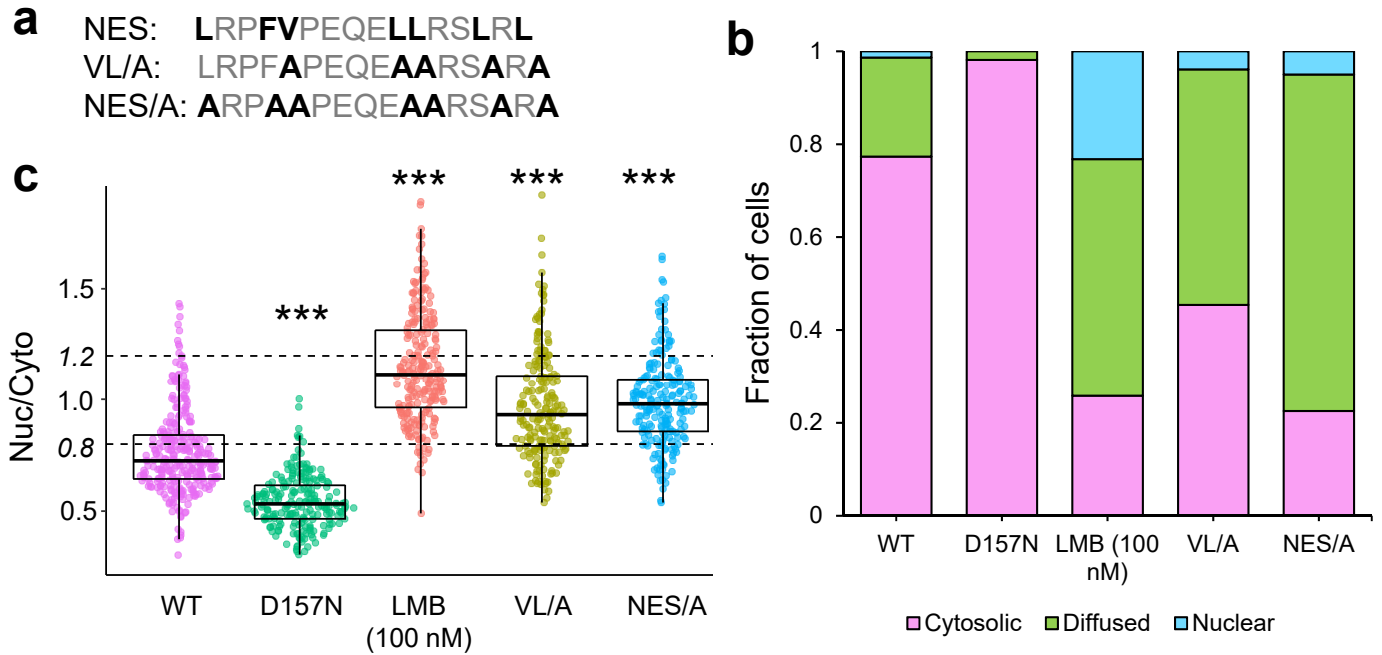 a
NES: LRPFVPEQELLRSLRL
VL/A: LRPFAPEQEAARSARA
NES/A: ARPAAPEQEAARSARA
b
Fraction of cells
1
0.8
0.6
0.4
0.2
0
WT
D157N
LMB (100
nM)
VL/A
NES/A
Cytosolic
Diffused
Nuclear
c
Nuc/Cyto
1.5
1.2
1.0
0.8
0.5
***
***
***
***
WT
D157N
LMB
(100 nM)
VL/A
NES/A